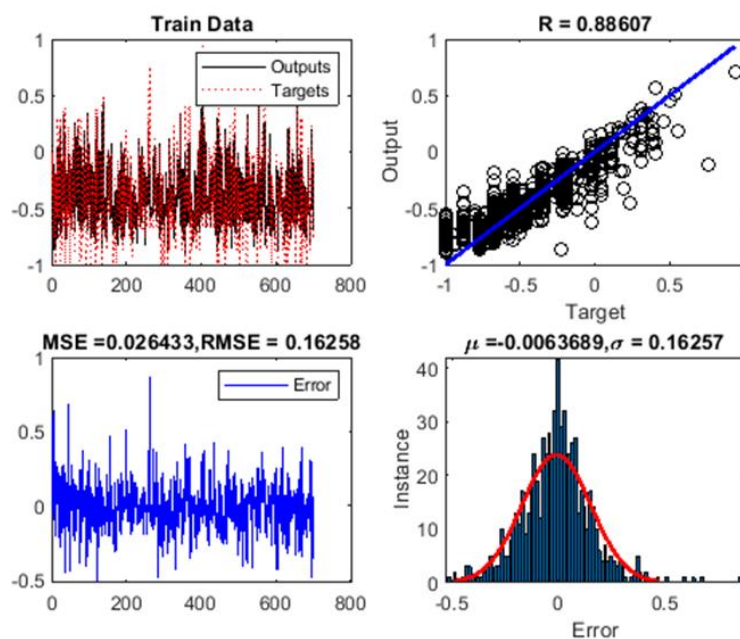 Train Data
1
0.5
0
-0.5
-1
0 200 400 600 800
Outputs
Targets
R = 0.88607
Output
1
0.5
0
-0.5
-1
-1 -0.5 0 0.5
Target
MSE =0.026433,RMSE = 0.16258
1
0.5
0
-0.5
0 200 400 600 800
Error
μ =-0.0063689,σ = 0.16257
Instance
40
30
20
10
0
-0.5 0 0.5
Error